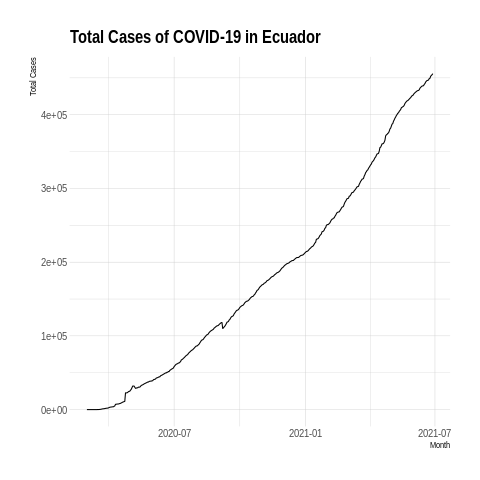 Total Cases of COVID-19 in Ecuador
Total Cases
4e+05
3e+05
2e+05
1e+05
0e+00
2020-07
2021-01
2021-07
Month